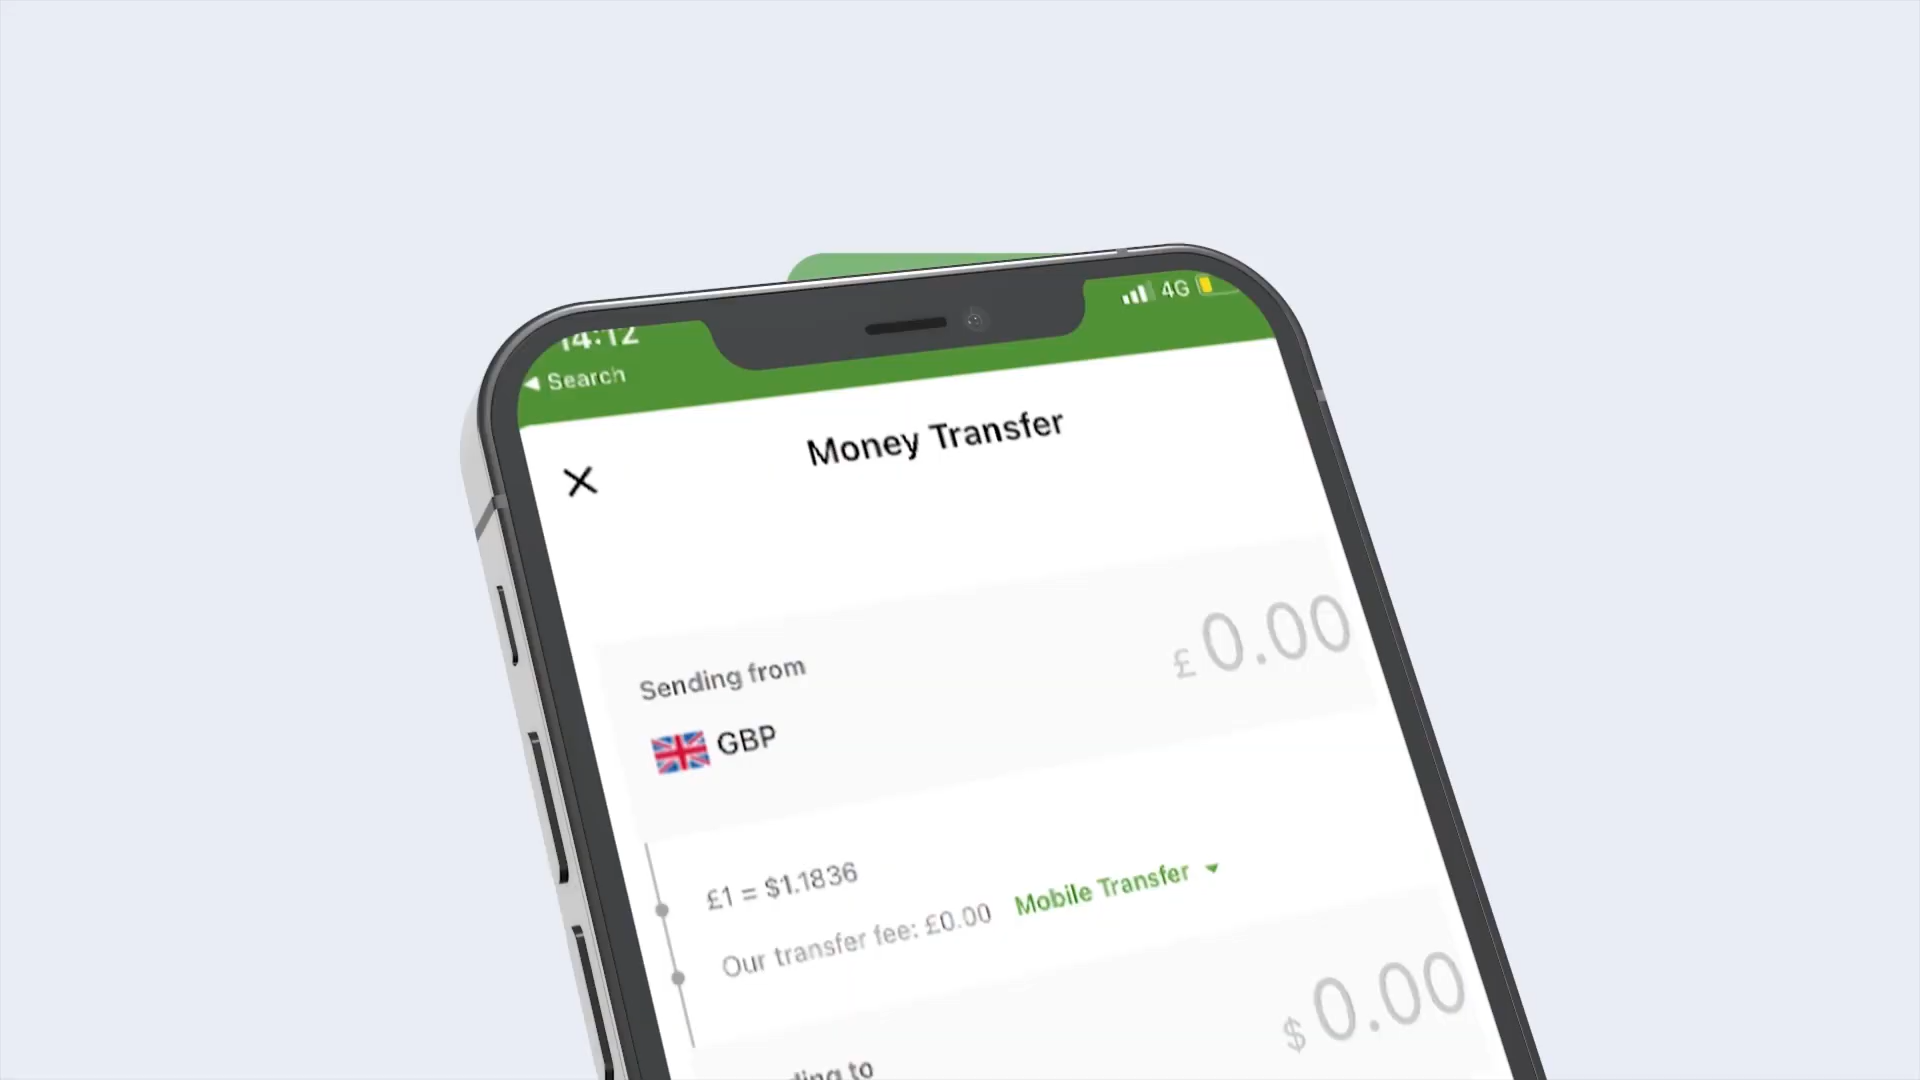 14:12
4G
◀ Search
Money Transfer
£0.00
Sending from
GBP
£1 = $1.1836
Our transfer fee: £0.00 Mobile Transfer
$0.00
to